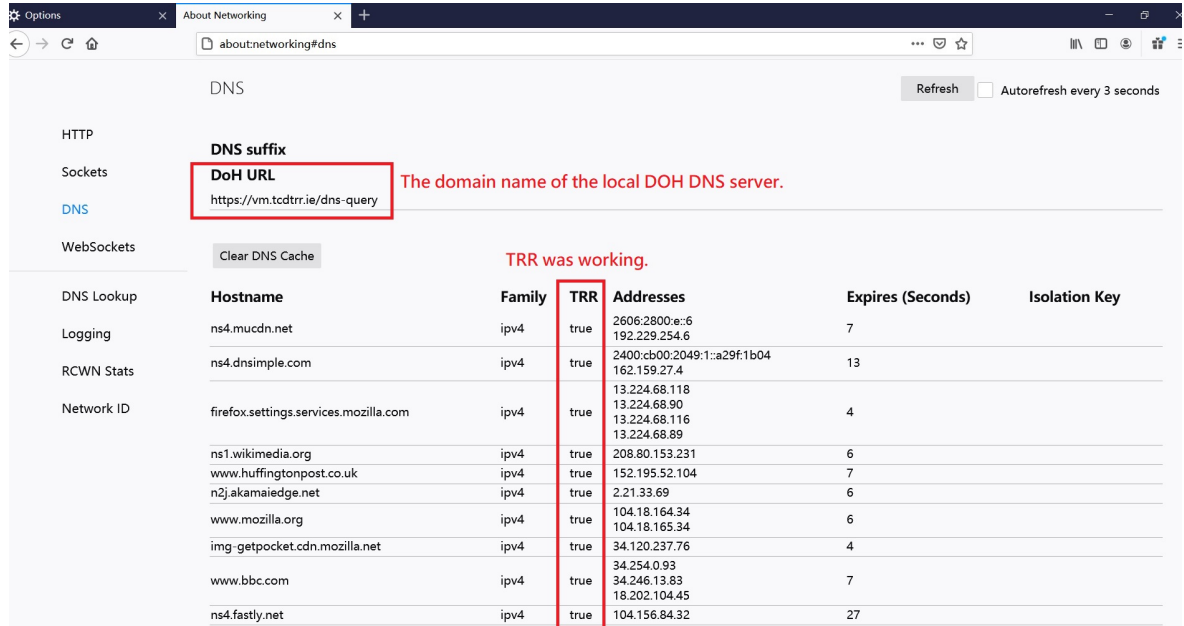 Options
About Networking
about:networking#dns
DNS
Refresh
Autorefresh every 3 seconds
HTTP
Sockets
DNS
WebSockets
DNS Lookup
Logging
RCWN Stats
Network ID
DNS suffix
DoH URL
https://vm.tcdtrr.ie/dns-query
The domain name of the local DOH DNS server.
Clear DNS Cache
TRR was working.
Hostname Family TRR Addresses Expires (Seconds) Isolation Key
ns4.mucdn.net ipv4 true 2606:2800:e::6 7
192.229.254.6
ns4.dnsimple.com ipv4 true 2400:cb00:2049:1::a29f:1b04 13
162.159.27.4
firefox.settings.services.mozilla.com ipv4 true 13.224.68.118 4
13.224.68.90
13.224.68.116
13.224.68.89
ns1.wikimedia.org ipv4 true 208.80.153.231 6
www.huffingtonpost.co.uk ipv4 true 152.195.52.104 7
n2j.akamaiedge.net ipv4 true 2.21.33.69 6
www.mozilla.org ipv4 true 104.18.164.34 6
104.18.165.34
img-getpocket.cdn.mozilla.net ipv4 true 34.120.237.76 4
www.bbc.com ipv4 true 34.254.0.93 7
34.246.13.83
18.202.104.45
ns4.fastly.net ipv4 true 104.156.84.32 27